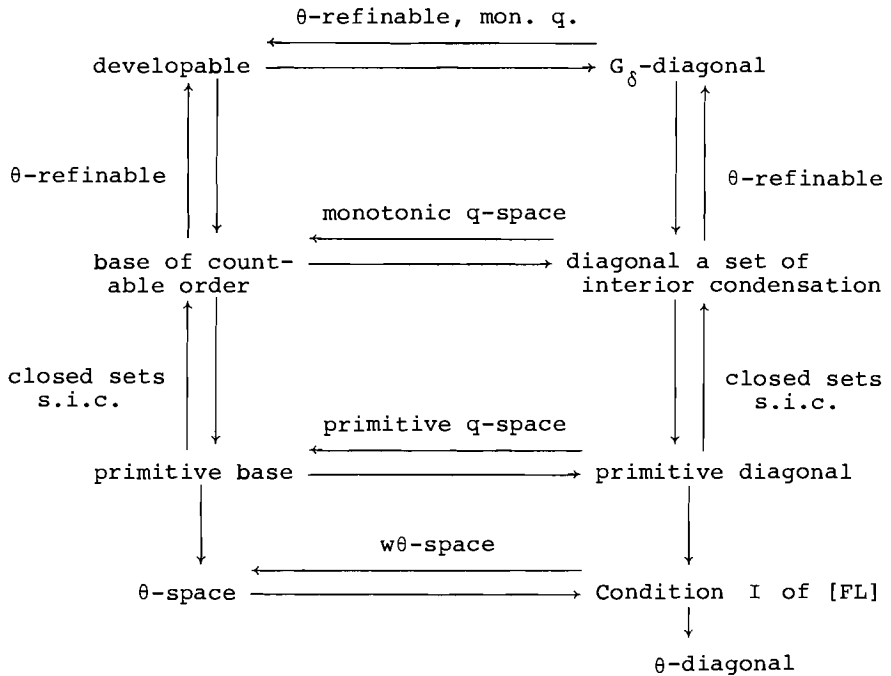 θ-refinable, mon. q.
developable
G_δ-diagonal
θ-refinable
θ-refinable
monotonic q-space
base of count-
able order
diagonal a set of
interior condensation
closed sets
s.i.c.
closed sets
s.i.c.
primitive q-space
primitive base
primitive diagonal
wθ-space
θ-space
Condition I of [FL]
θ-diagonal